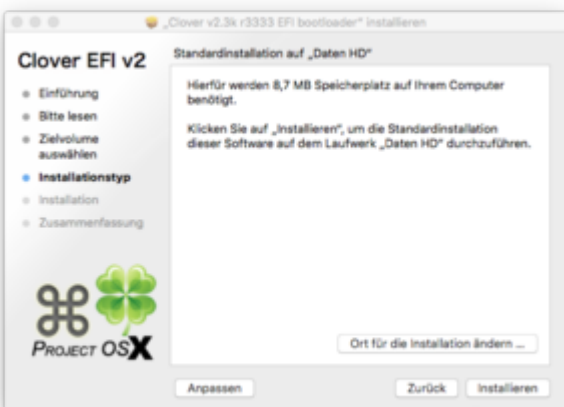 „Clover v2.3k r3333 EFI bootloader“ installieren
Clover EFI v2
Einführung
Bitte lesen
Zielvolume
auswählen
Installationstyp
Installation
Zusammenfassung
PROJECT OSX
Standardinstallation auf „Daten HD“
Hierfür werden 8,7 MB Speicherplatz auf Ihrem Computer
benötigt.
Klicken Sie auf „Installieren“, um die Standardinstallation
dieser Software auf dem Laufwerk „Daten HD“ durchzuführen.
Ort für die Installation ändern ...
Anpassen
Zurück
Installieren